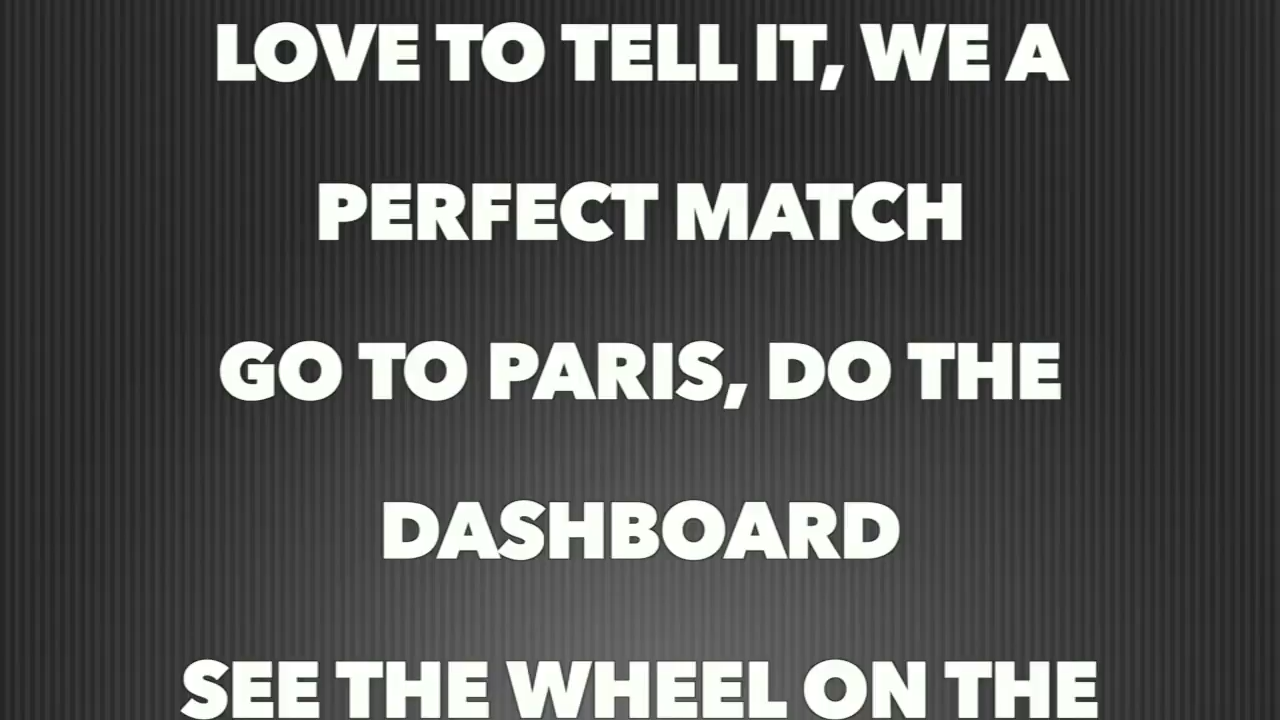 LOVE TO TELL IT, WE A
PERFECT MATCH
GO TO PARIS, DO THE
DASHBOARD
SEE THE WHEEL ON THE